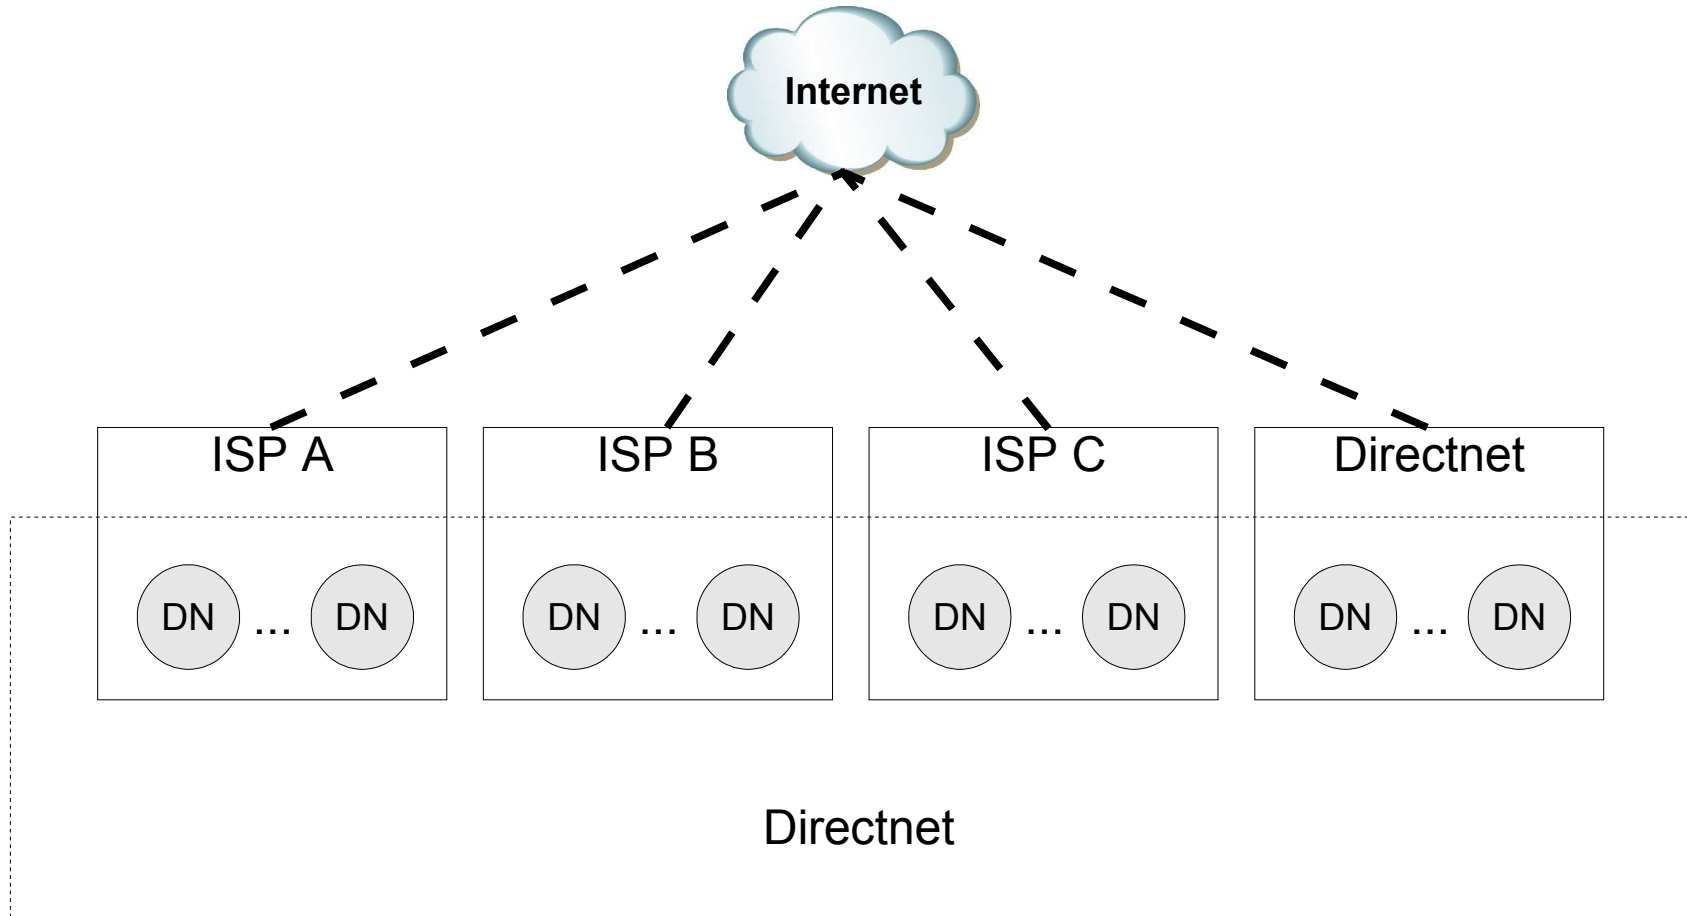 Internet
ISP A
ISP B
ISP C
Directnet
DN ... DN
DN ... DN
DN ... DN
DN ... DN
Directnet